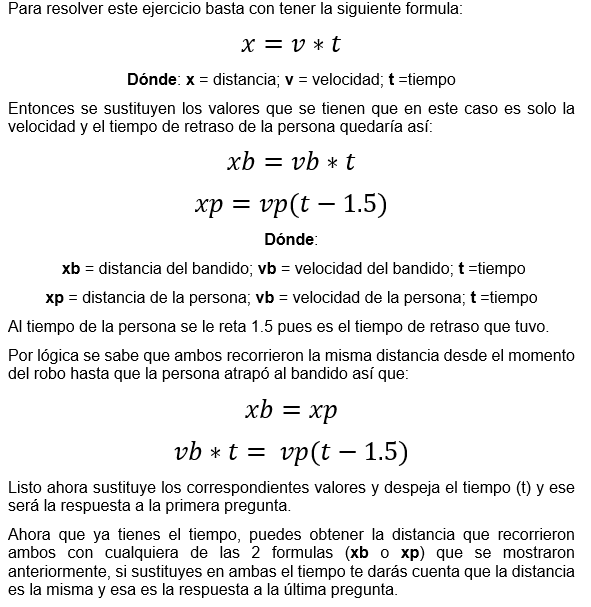 Para resolver este ejercicio basta con tener la siguiente formula:
x = v ∗ t
Dónde: x = distancia; v = velocidad; t =tiempo
Entonces se sustituyen los valores que se tienen que en este caso es solo la
velocidad y el tiempo de retraso de la persona quedaría así:
xb = vb ∗ t
xp = vp(t − 1.5)
Dónde:
xb = distancia del bandido; vb = velocidad del bandido; t =tiempo
xp = distancia de la persona; vb = velocidad de la persona; t =tiempo
Al tiempo de la persona se le reta 1.5 pues es el tiempo de retraso que tuvo.
Por lógica se sabe que ambos recorrieron la misma distancia desde el momento
del robo hasta que la persona atrapó al bandido así que:
xb = xp
vb ∗ t = vp(t − 1.5)
Listo ahora sustituye los correspondientes valores y despeja el tiempo (t) y ese
será la respuesta a la primera pregunta.
Ahora que ya tienes el tiempo, puedes obtener la distancia que recorrieron
ambos con cualquiera de las 2 formulas (xb o xp) que se mostraron
anteriormente, si sustituyes en ambas el tiempo te darás cuenta que la distancia
es la misma y esa es la respuesta a la última pregunta.